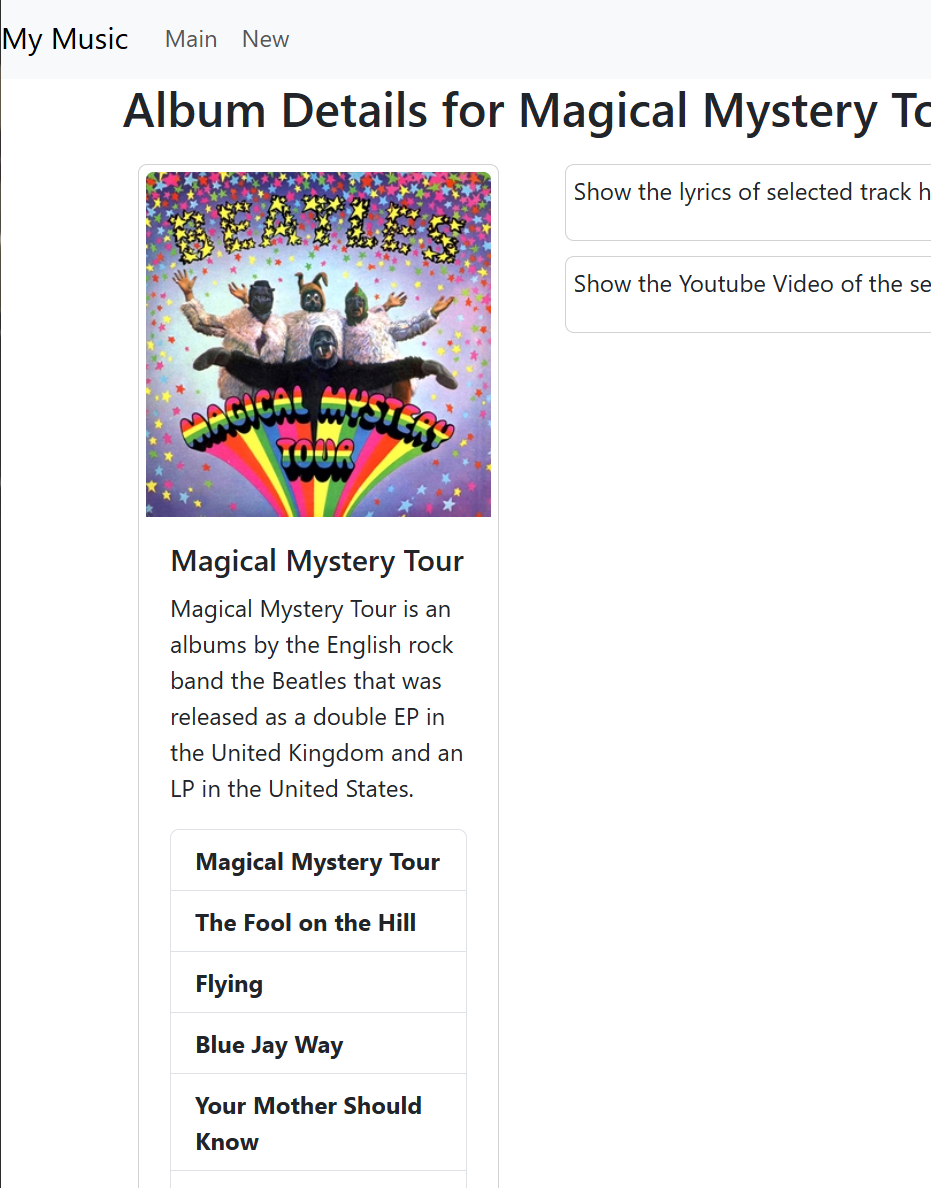 My Music Main New
Album Details for Magical Mystery To
Show the lyrics of selected track h
Show the Youtube Video of the se
BEATLES
MAGICAL MYSTERY
TOUR
Magical Mystery Tour
Magical Mystery Tour is an
albums by the English rock
band the Beatles that was
released as a double EP in
the United Kingdom and an
LP in the United States.
Magical Mystery Tour
The Fool on the Hill
Flying
Blue Jay Way
Your Mother Should
Know